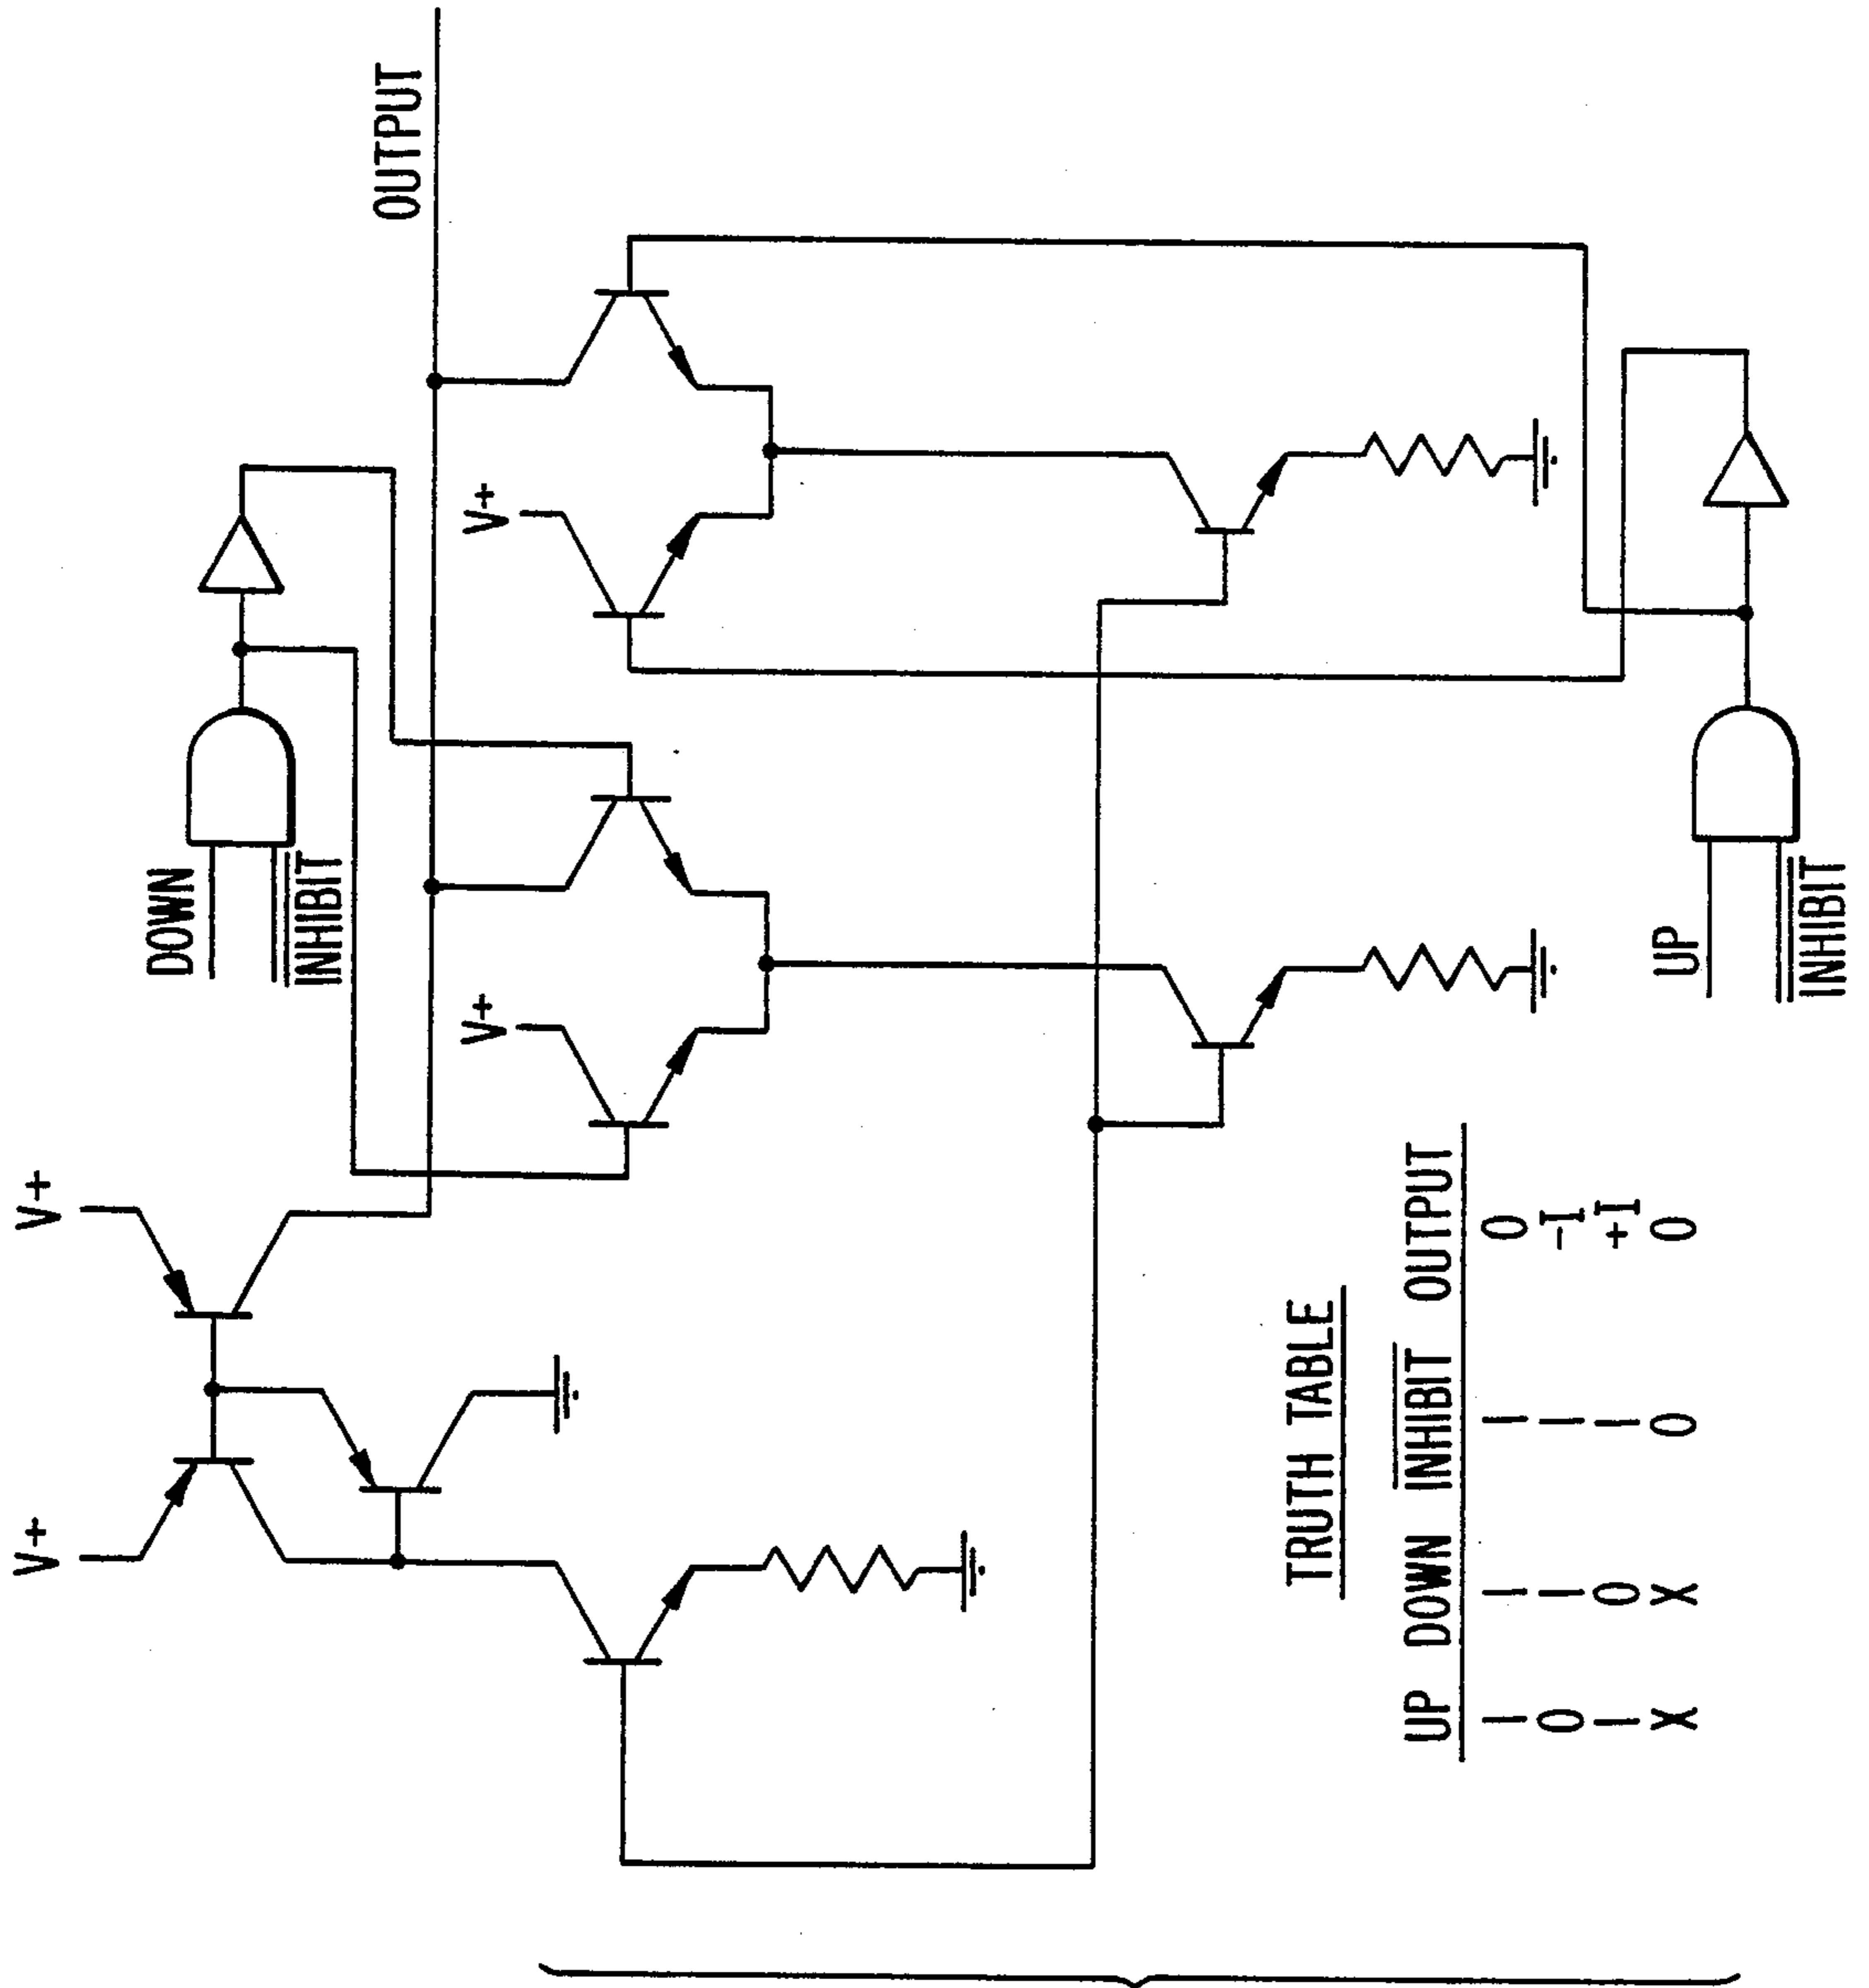 V+
V+
DOWN
INHIBIT
OUTPUT
V+
V+
TRUTH TABLE
UP DOWN INHIBIT OUTPUT
1 1 1 0
0 1 1 -I
1 0 1 +I
X X 0 0
UP
INHIBIT